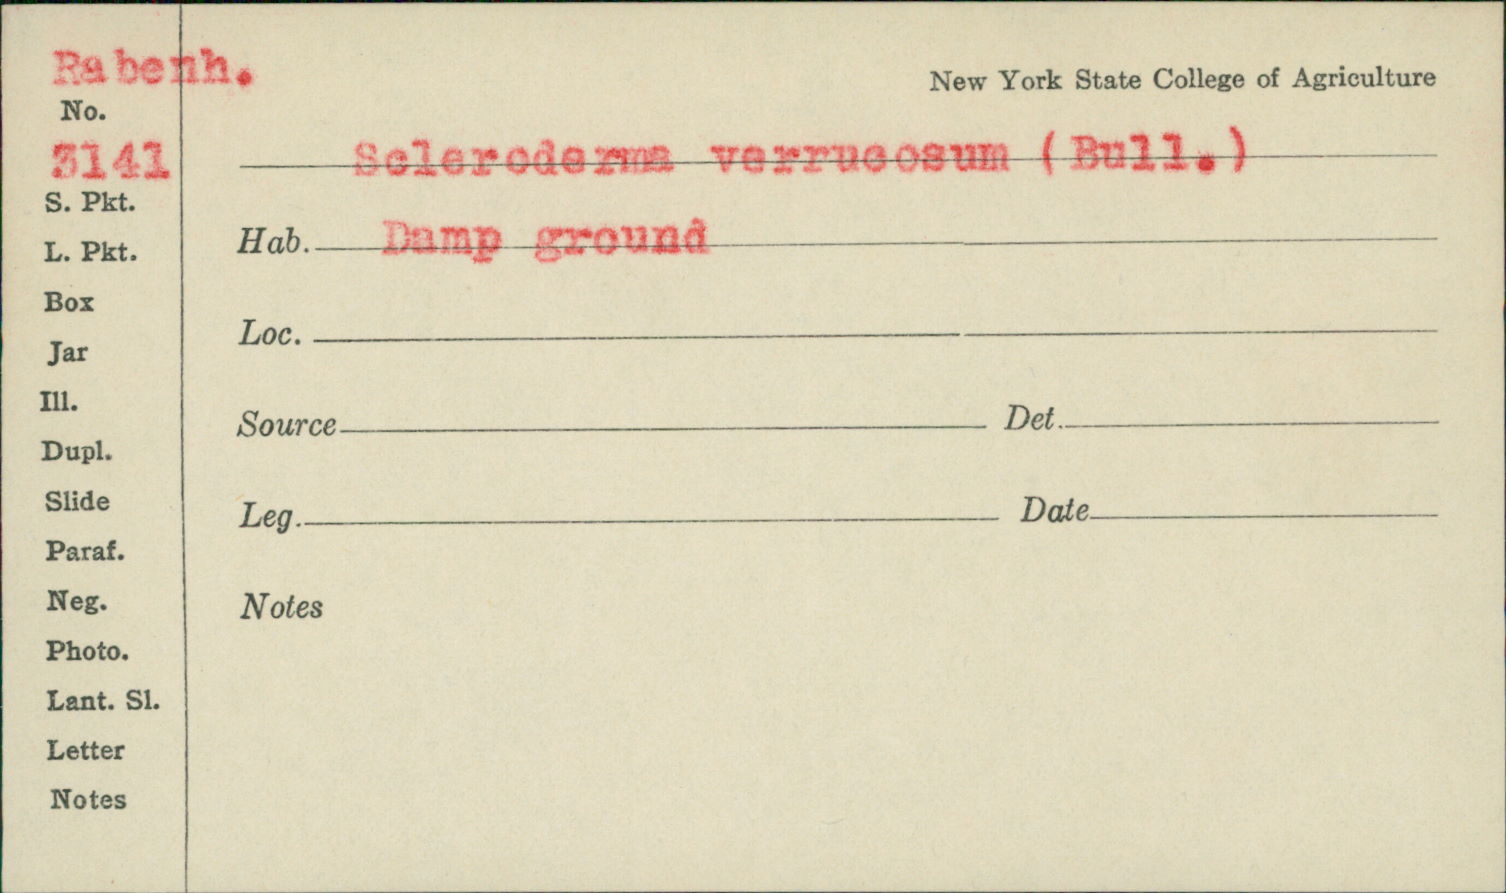 Rabenh.
New York State College of Agriculture
No.
3141
Scleroderma verrucosum (Bull.)
S. Pkt.
Hab. Damp ground
L. Pkt.
Box
Loc.
Jar
Ill.
Source Det.
Dupl.
Slide
Leg. Date
Paraf.
Neg.
Notes
Photo.
Lant. Sl.
Letter
Notes